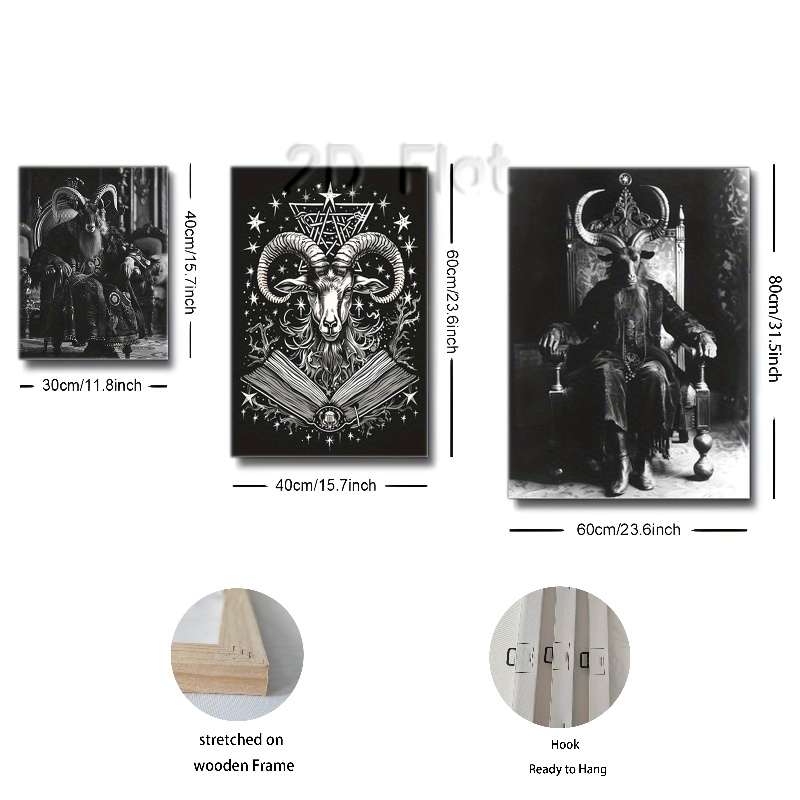 2D Flat
40cm/15.7inch
30cm/11.8inch
60cm/23.6inch
40cm/15.7inch
80cm/31.5inch
60cm/23.6inch
stretched on
wooden Frame
Hook
Ready to Hang